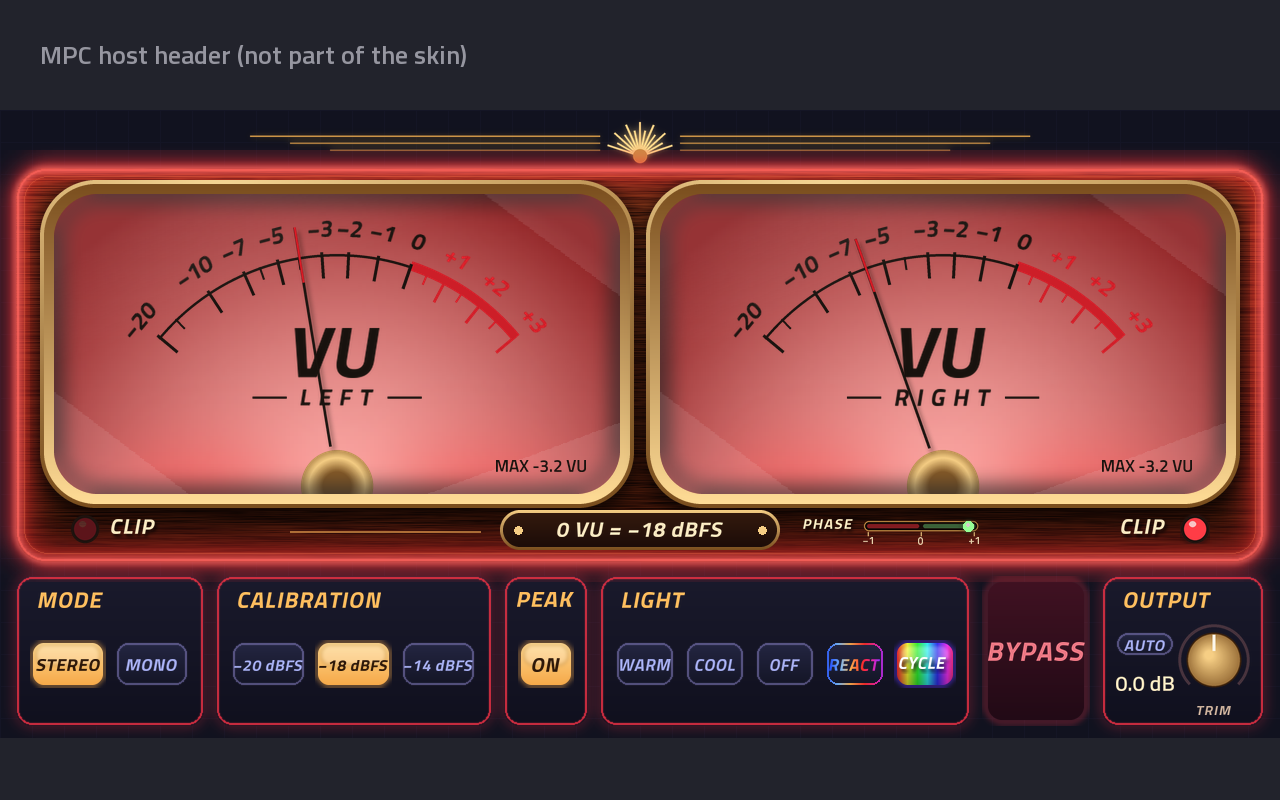 MPC host header (not part of the skin)
−20 −10 −7 −5 −3 −2 −1 0 +1 +2 +3
VU
LEFT
MAX -3.2 VU
−20 −10 −7 −5 −3 −2 −1 0 +1 +2 +3
VU
RIGHT
MAX -3.2 VU
CLIP
0 VU = −18 dBFS
PHASE
−1 0 +1
CLIP
MODE
STEREO MONO
CALIBRATION
−20 dBFS −18 dBFS −14 dBFS
PEAK
ON
LIGHT
WARM COOL OFF REACT CYCLE
BYPASS
OUTPUT
AUTO
0.0 dB
TRIM